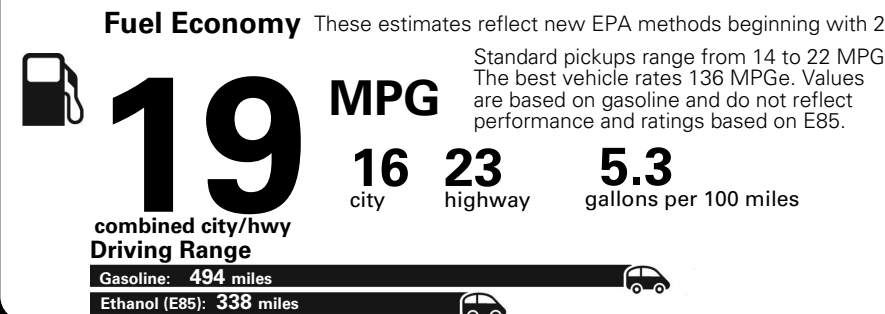 Fuel Economy These estimates reflect new EPA methods beginning with 2
Standard pickups range from 14 to 22 MPG
The best vehicle rates 136 MPGe. Values
are based on gasoline and do not reflect
performance and ratings based on E85.
19 MPG
combined city/hwy
16 city
23 highway
5.3 gallons per 100 miles
Driving Range
Gasoline: 494 miles
Ethanol (E85): 338 miles